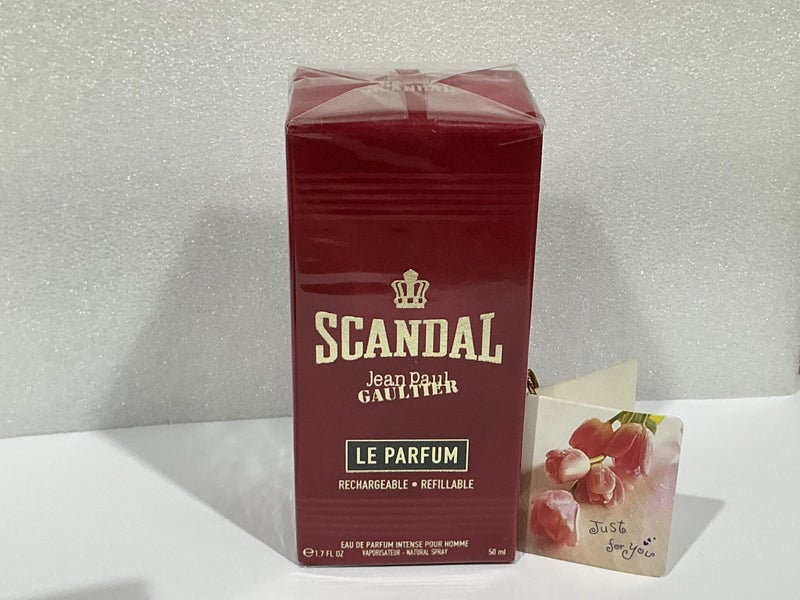 SCANDAL
SCANDAL
Jean Paul
GAULTIER
LE PARFUM
RECHARGEABLE • REFILLABLE
EAU DE PARFUM INTENSE POUR HOMME
℮ 1.7 FL OZ VAPORISATEUR - NATURAL SPRAY 50 ml
Just
for you